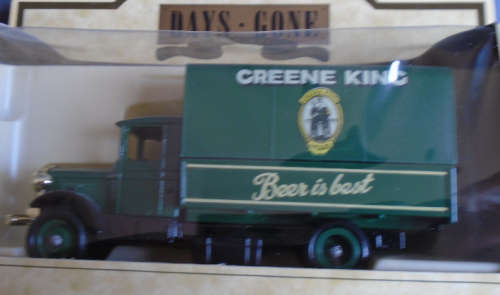 DAYS · GONE
GREENE KING
Beer is best